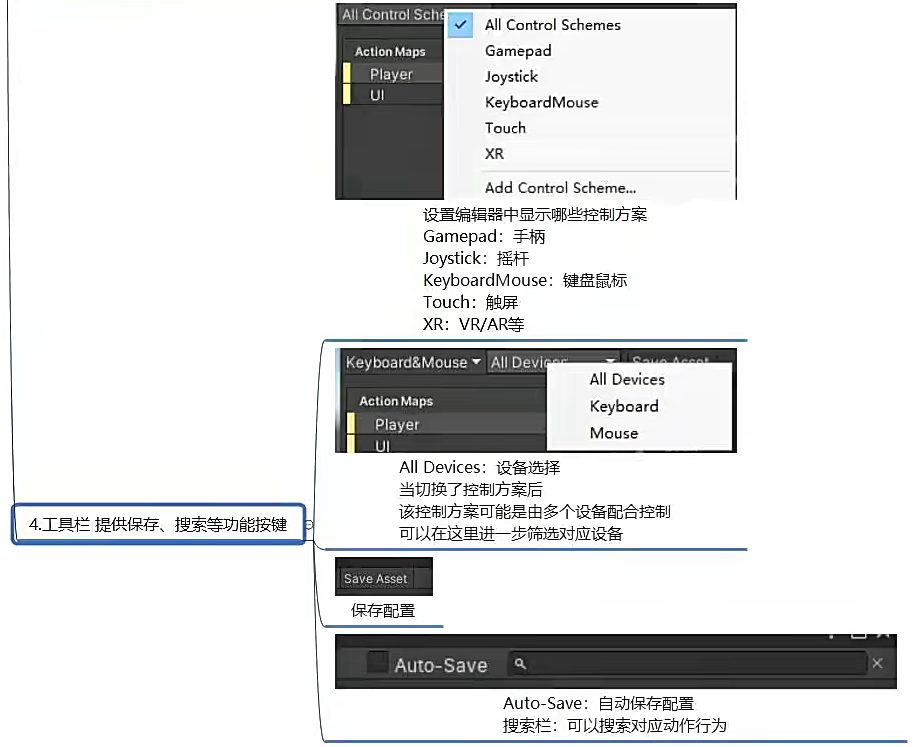 All Control Sche
All Control Schemes
Gamepad
Joystick
KeyboardMouse
Touch
XR
Add Control Scheme...
Action Maps
Player
UI
设置编辑器中显示哪些控制方案
Gamepad：手柄
Joystick：摇杆
KeyboardMouse：键盘鼠标
Touch：触屏
XR：VR/AR等
Keyboard&Mouse All Devices Save Asset
All Devices
Keyboard
Mouse
Action Maps
Player
UI
All Devices：设备选择
当切换了控制方案后
该控制方案可能是由多个设备配合控制
可以在这里进一步筛选对应设备
4.工具栏 提供保存、搜索等功能按键
Save Asset
保存配置
Auto-Save
Auto-Save：自动保存配置
搜索栏：可以搜索对应动作行为